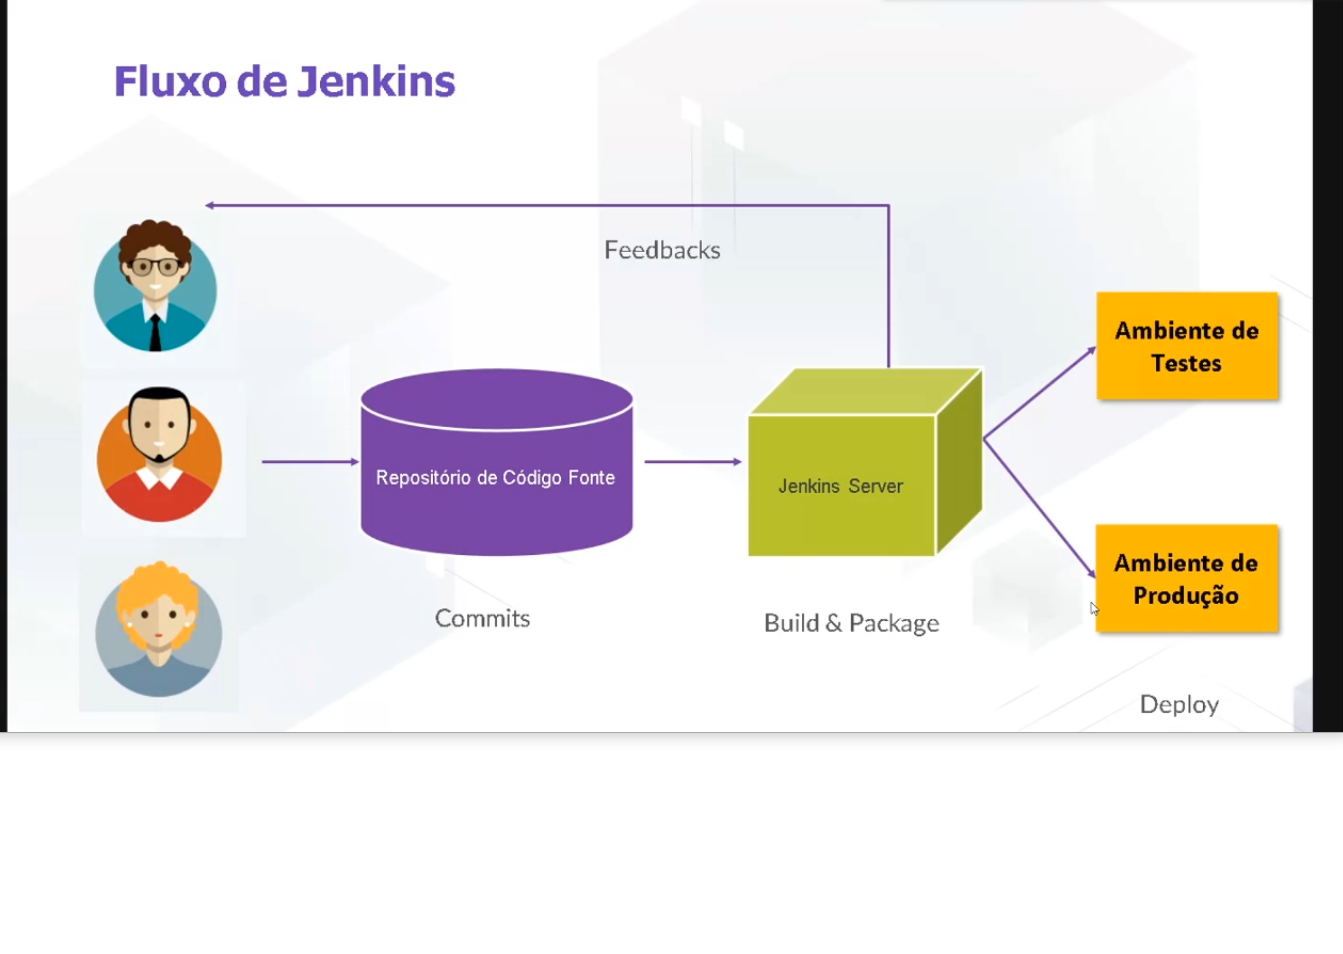 Fluxo de Jenkins
Feedbacks
Ambiente de
Testes
Repositório de Código Fonte
Jenkins Server
Ambiente de
Produção
Commits
Build & Package
Deploy